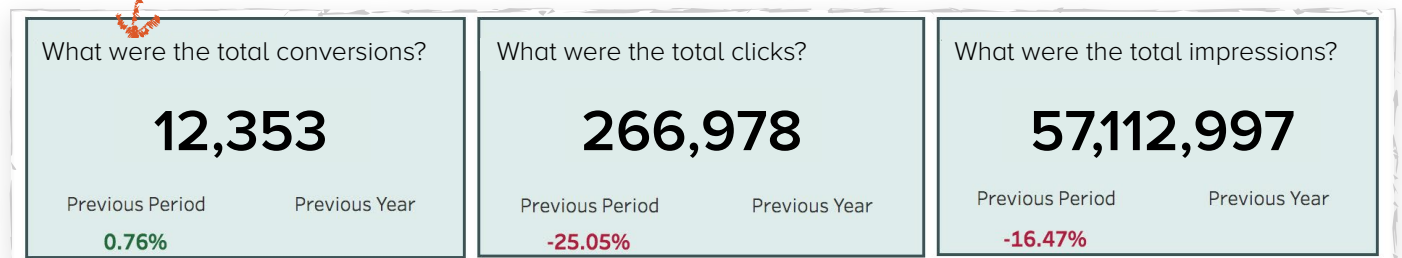 What were the total conversions?
12,353
Previous Period Previous Year
0.76%
What were the total clicks?
266,978
Previous Period Previous Year
-25.05%
What were the total impressions?
57,112,997
Previous Period Previous Year
-16.47%